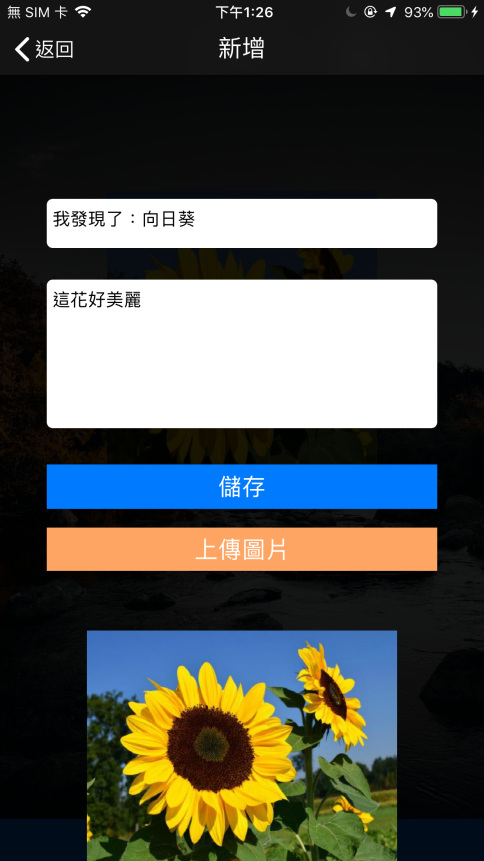 無 SIM 卡 下午1:26 93%
返回 新增
我發現了：向日葵
這花好美麗
儲存
上傳圖片